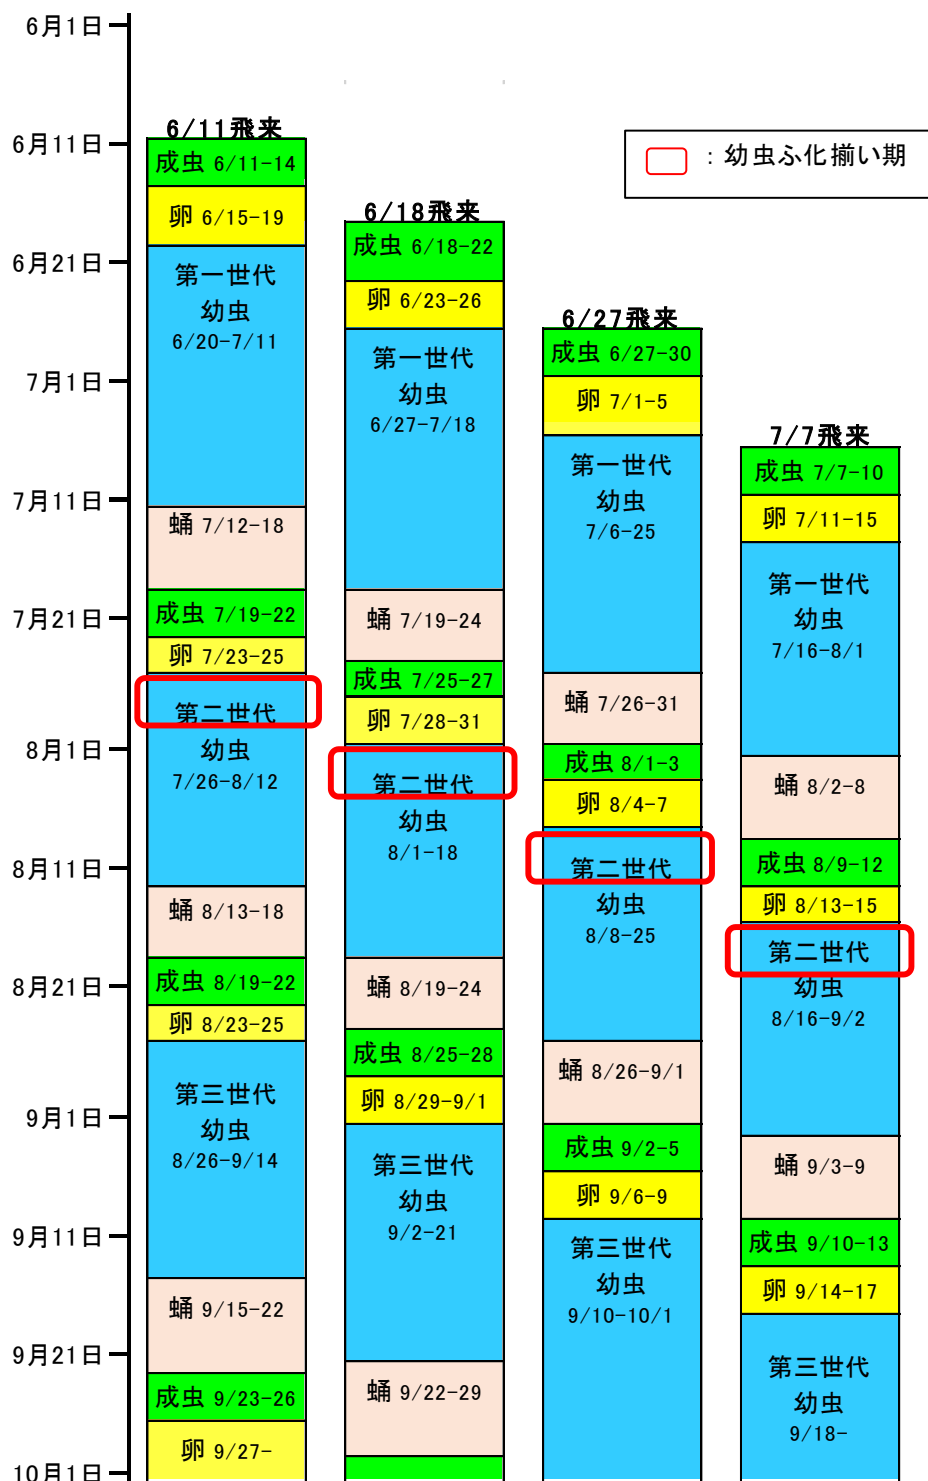 6月1日
6月11日
6月21日
7月1日
7月11日
7月21日
8月1日
8月11日
8月21日
9月1日
9月11日
9月21日
10月1日
：幼虫ふ化揃い期
6/11飛来
成虫 6/11-14
卵 6/15-19
第一世代
幼虫
6/20-7/11
蛹 7/12-18
成虫 7/19-22
卵 7/23-25
第二世代
幼虫
7/26-8/12
蛹 8/13-18
成虫 8/19-22
卵 8/23-25
第三世代
幼虫
8/26-9/14
蛹 9/15-22
成虫 9/23-26
卵 9/27-
6/18飛来
成虫 6/18-22
卵 6/23-26
第一世代
幼虫
6/27-7/18
蛹 7/19-24
成虫 7/25-27
卵 7/28-31
第二世代
幼虫
8/1-18
蛹 8/19-24
成虫 8/25-28
卵 8/29-9/1
第三世代
幼虫
9/2-21
蛹 9/22-29
6/27飛来
成虫 6/27-30
卵 7/1-5
第一世代
幼虫
7/6-25
蛹 7/26-31
成虫 8/1-3
卵 8/4-7
第二世代
幼虫
8/8-25
蛹 8/26-9/1
成虫 9/2-5
卵 9/6-9
第三世代
幼虫
9/10-10/1
7/7飛来
成虫 7/7-10
卵 7/11-15
第一世代
幼虫
7/16-8/1
蛹 8/2-8
成虫 8/9-12
卵 8/13-15
第二世代
幼虫
8/16-9/2
蛹 9/3-9
成虫 9/10-13
卵 9/14-17
第三世代
幼虫
9/18-